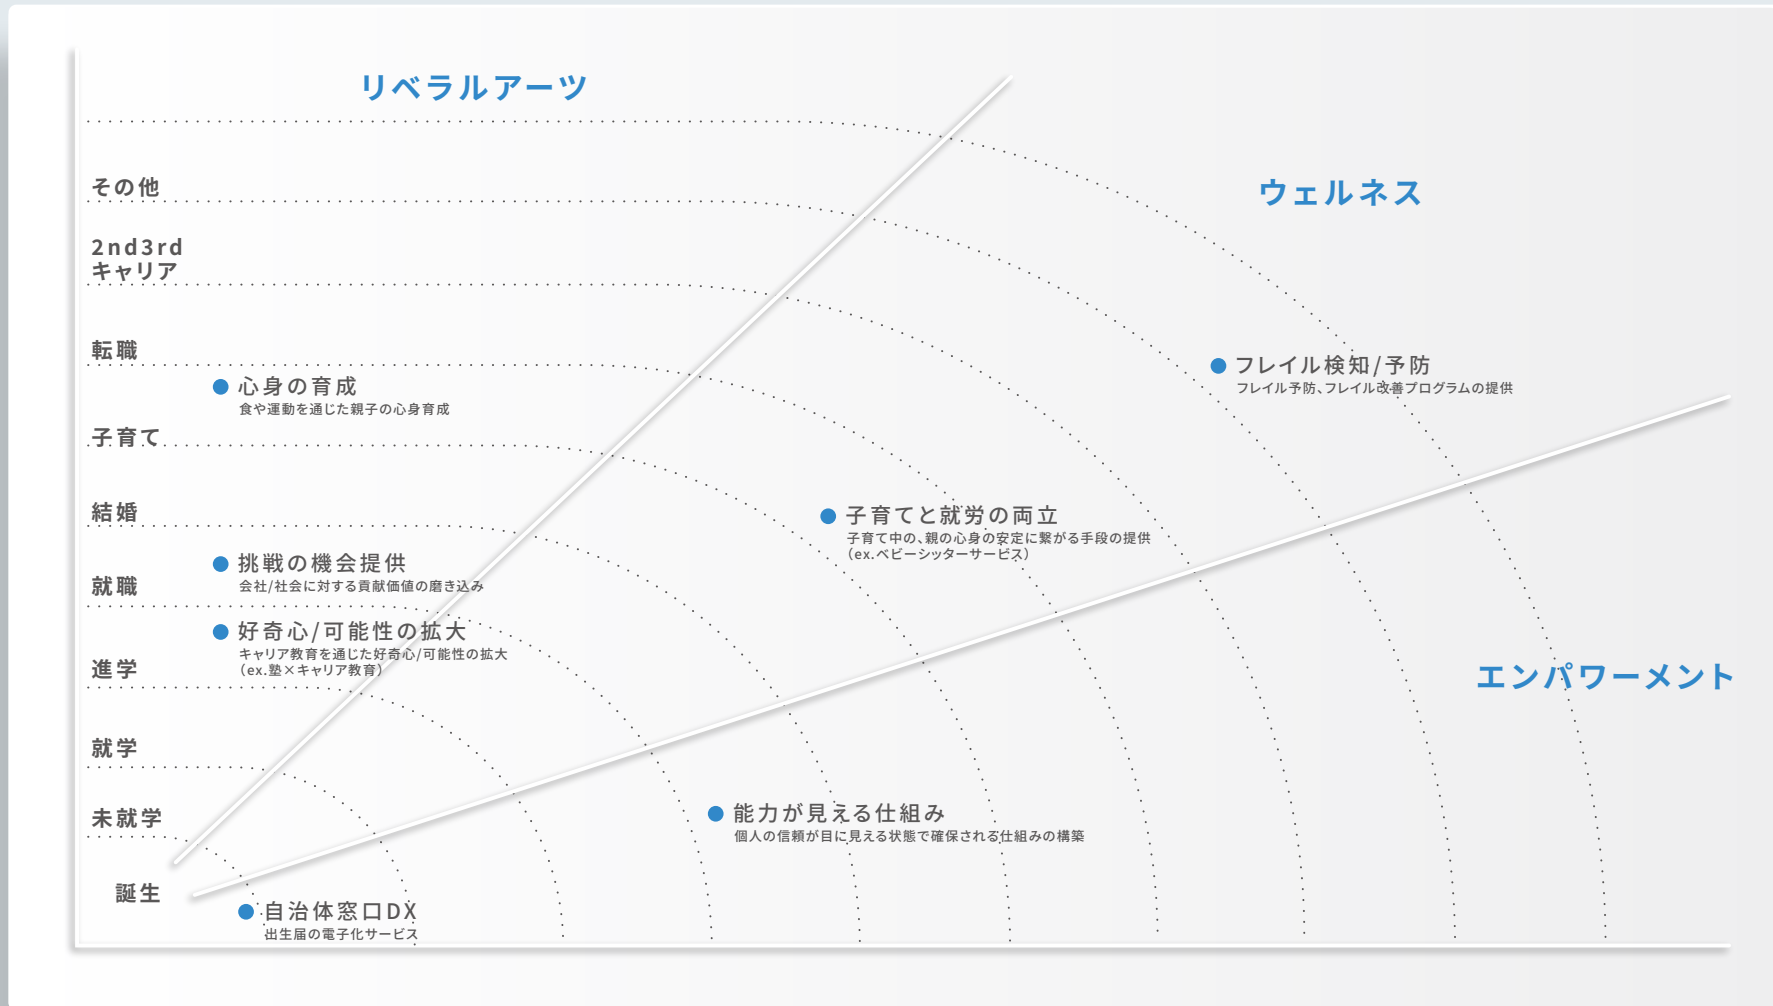 リベラルアーツ
ウェルネス
エンパワーメント
その他
2nd3rd
キャリア
転職
子育て
結婚
就職
進学
就学
未就学
誕生
心身の育成
食や運動を通じた親子の心身育成
挑戦の機会提供
会社/社会に対する貢献価値の磨き込み
好奇心/可能性の拡大
キャリア教育を通じた好奇心/可能性の拡大
(ex.塾×キャリア教育)
フレイル検知/予防
フレイル予防、フレイル改善プログラムの提供
子育てと就労の両立
子育て中の、親の心身の安定に繋がる手段の提供
(ex.ベビーシッターサービス)
能力が見える仕組み
個人の信頼が目に見える状態で確保される仕組みの構築
自治体窓口DX
出生届の電子化サービス